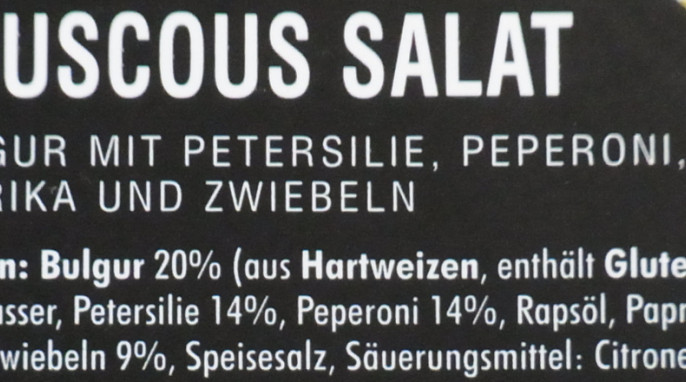 USCOUS SALAT
GUR MIT PETERSILIE, PEPERONI,
RIKA UND ZWIEBELN
n: Bulgur 20% (aus Hartweizen, enthält Glute
asser, Petersilie 14%, Peperoni 14%, Rapsöl, Papr
wiebeln 9%, Speisesalz, Säuerungsmittel: Citrone